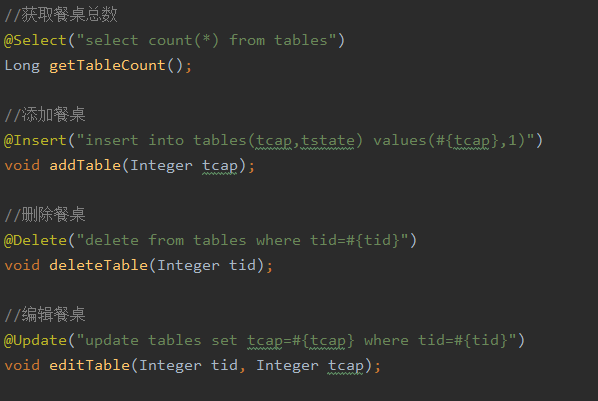 //获取餐桌总数
@Select("select count(*) from tables")
Long getTableCount();
//添加餐桌
@Insert("insert into tables(tcap,tstate) values(#{tcap},1)")
void addTable(Integer tcap);
//删除餐桌
@Delete("delete from tables where tid=#{tid}")
void deleteTable(Integer tid);
//编辑餐桌
@Update("update tables set tcap=#{tcap} where tid=#{tid}")
void editTable(Integer tid, Integer tcap);